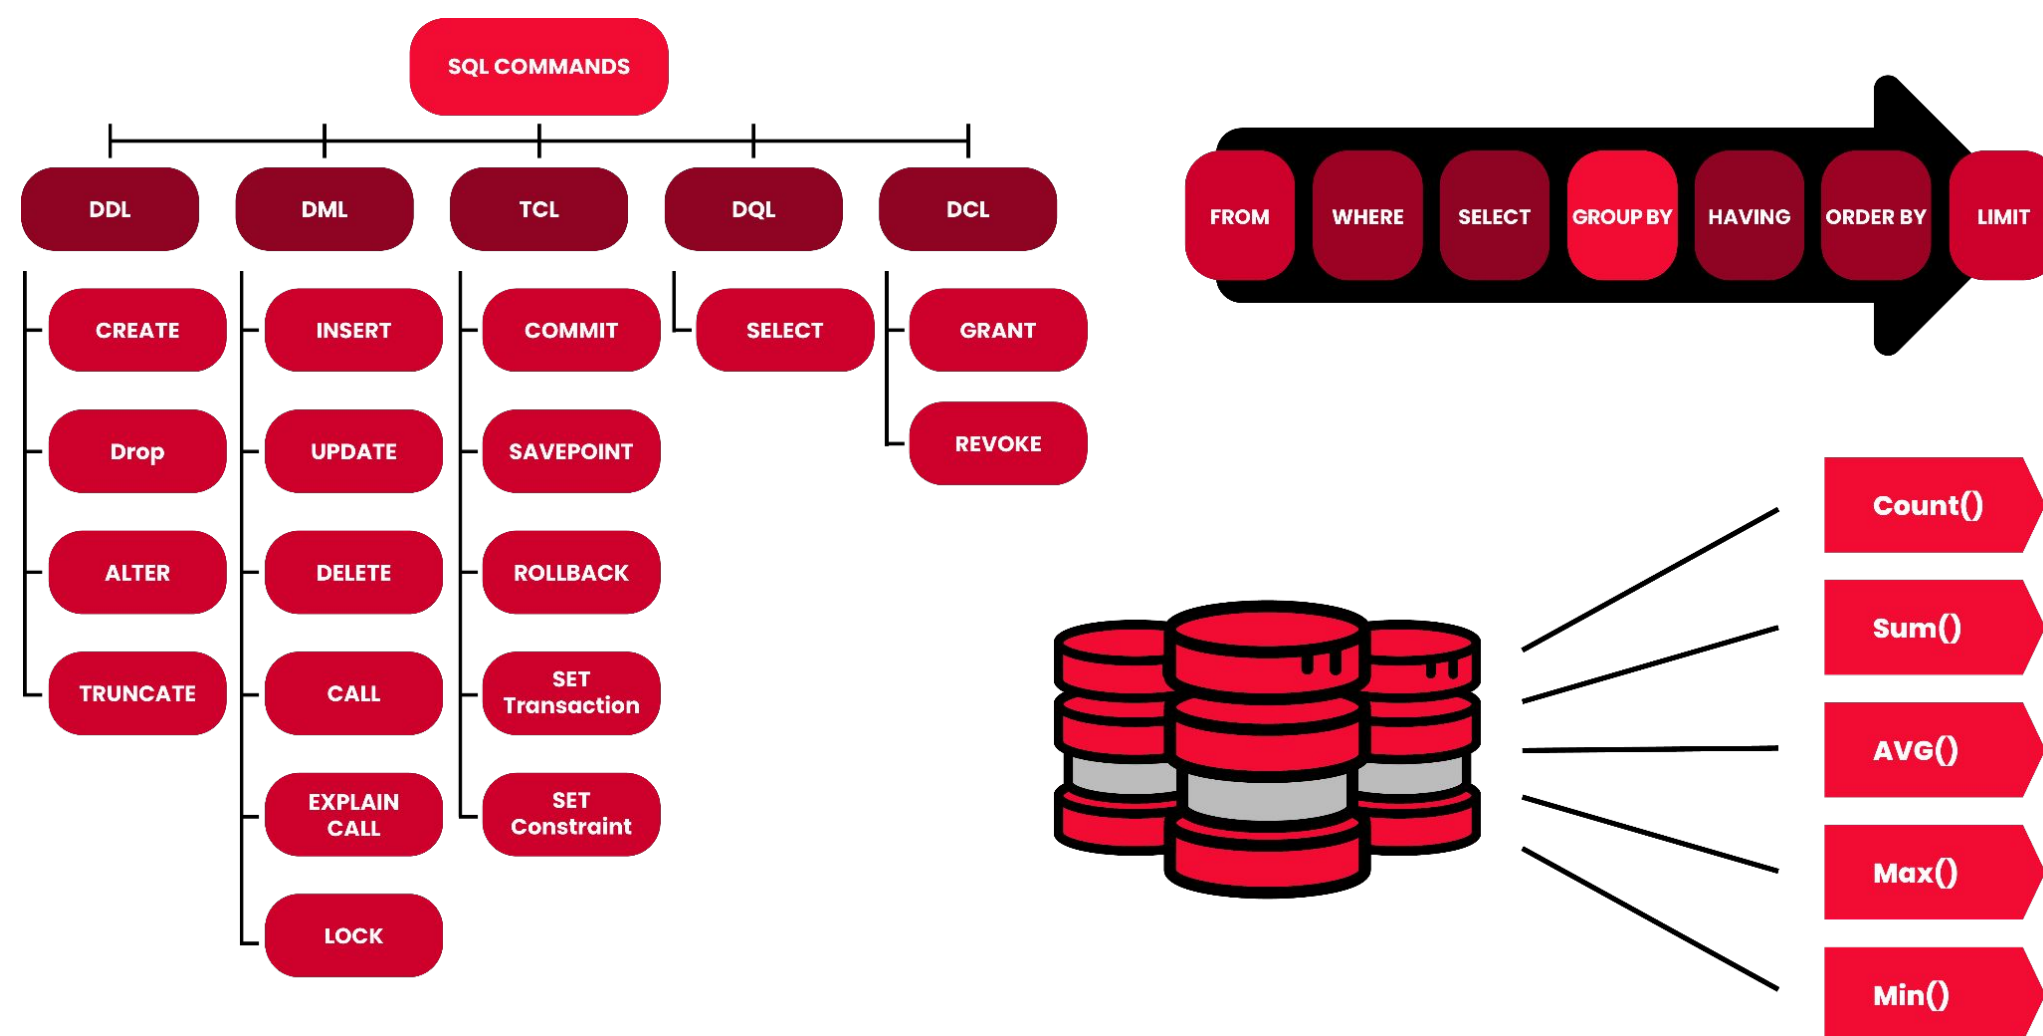 SQL COMMANDS
DDL
CREATE
Drop
ALTER
TRUNCATE
DML
INSERT
UPDATE
DELETE
CALL
EXPLAIN
CALL
LOCK
TCL
COMMIT
SAVEPOINT
ROLLBACK
SET
Transaction
SET
Constraint
DQL
SELECT
DCL
GRANT
REVOKE
FROM
WHERE
SELECT
GROUP BY
HAVING
ORDER BY
LIMIT
Count()
Sum()
AVG()
Max()
Min()